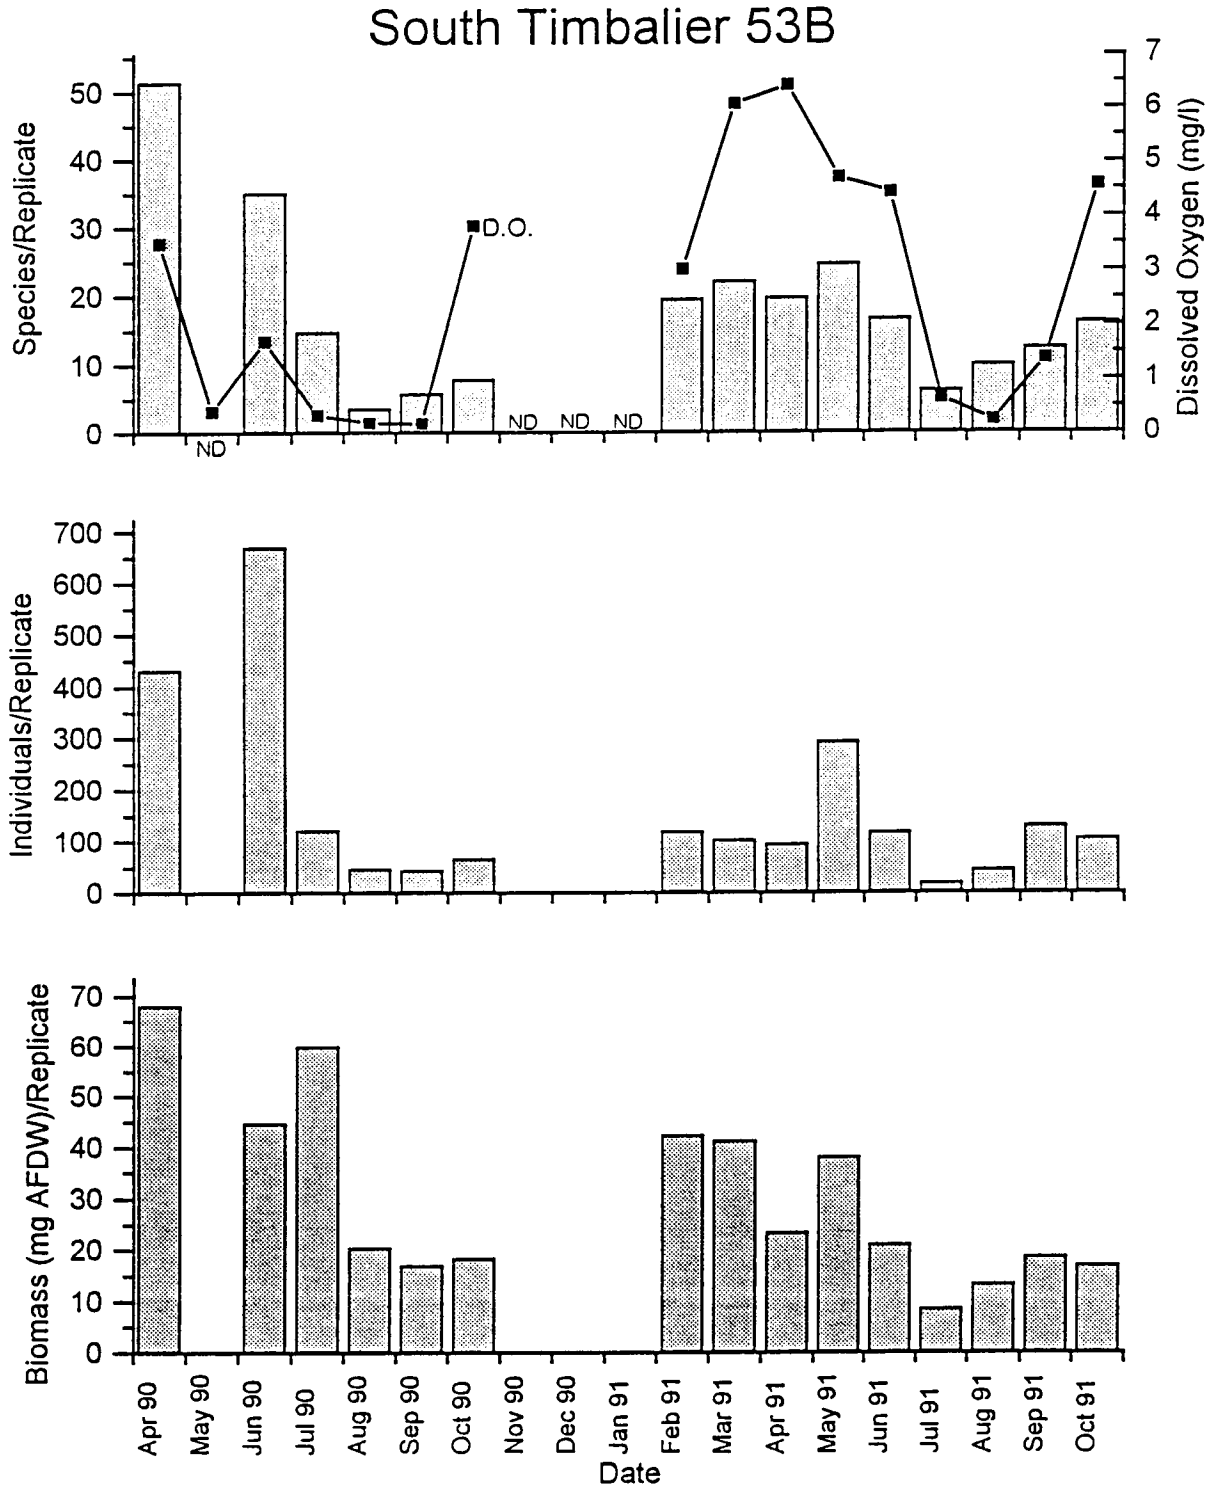 South Timbalier 53B
Species/Replicate
50
40
30
20
10
0
D.O.
ND
ND
ND
ND
7
6
5
4
3
2
1
0
Dissolved Oxygen (mg/l)
Individuals/Replicate
700
600
500
400
300
200
100
0
Biomass (mg AFDW)/Replicate
70
60
50
40
30
20
10
0
Apr 90
May 90
Jun 90
Jul 90
Aug 90
Sep 90
Oct 90
Nov 90
Dec 90
Jan 91
Feb 91
Mar 91
Apr 91
May 91
Jun 91
Jul 91
Aug 91
Sep 91
Oct 91
Date